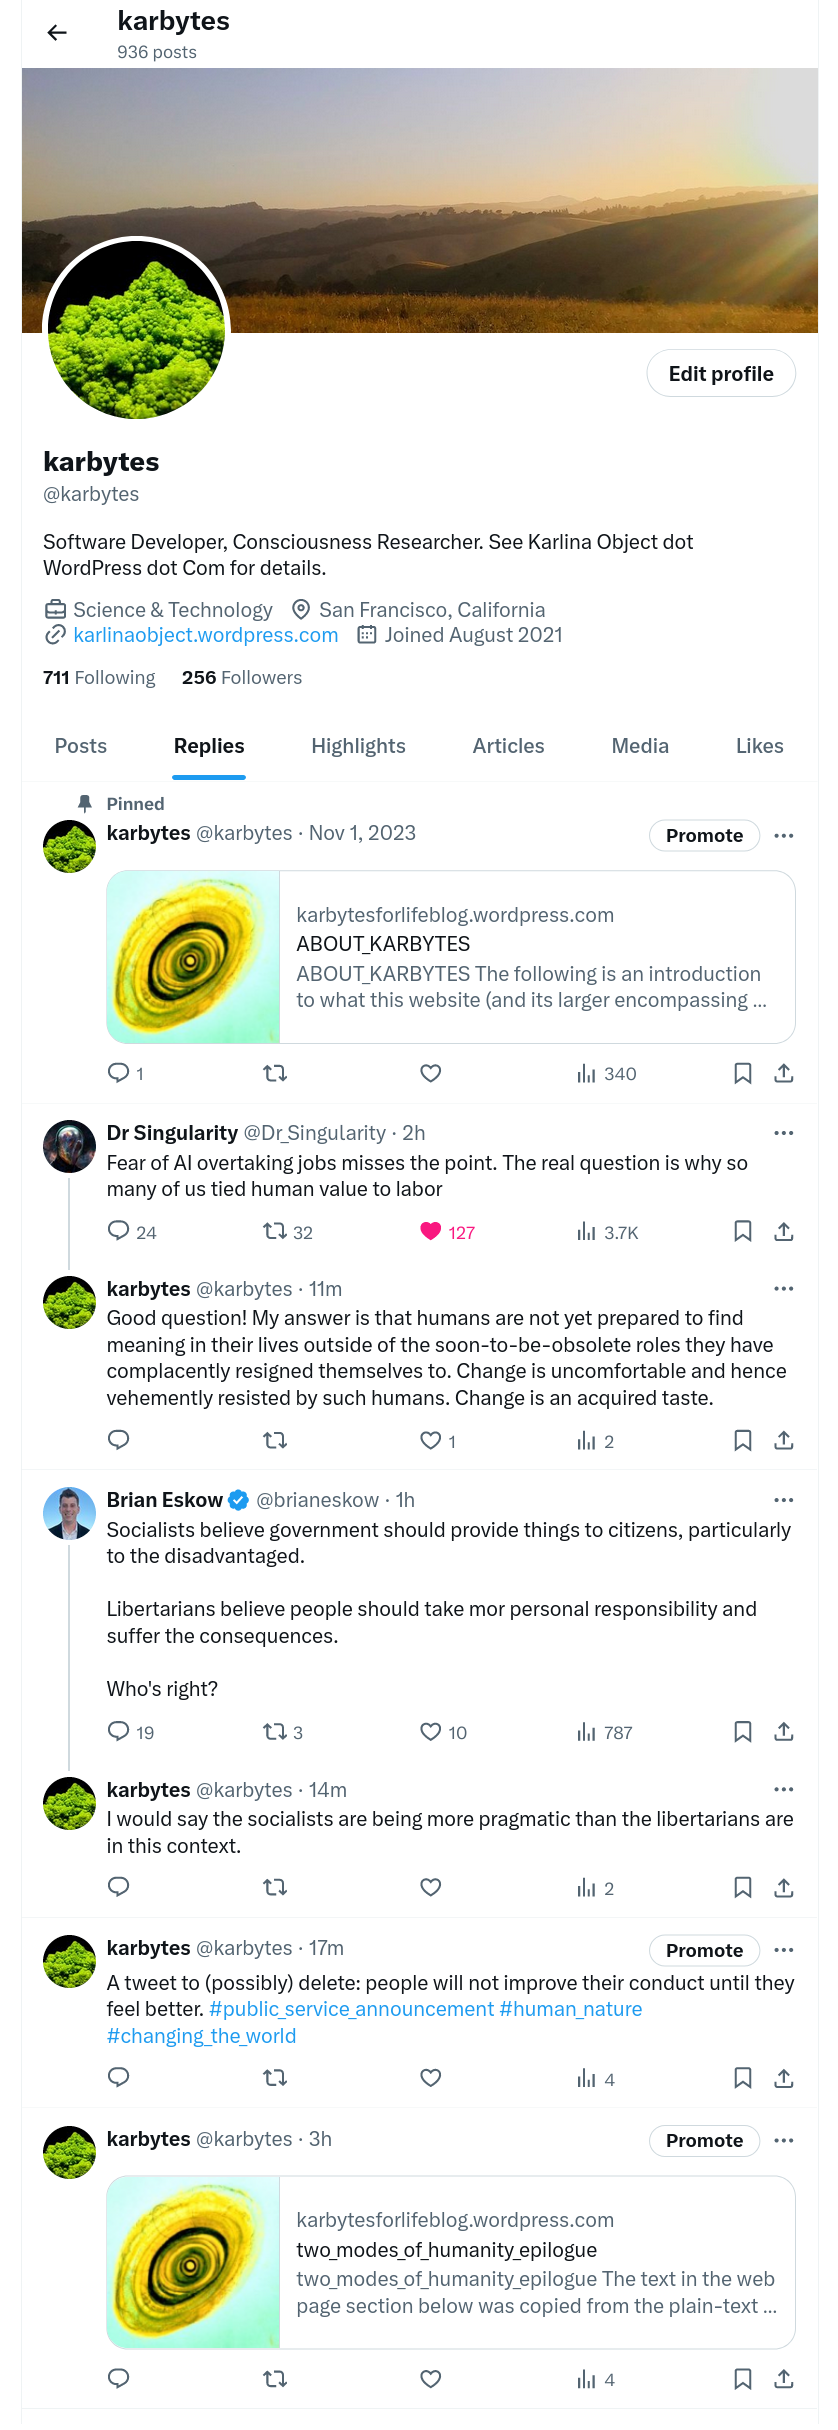 karbytes
936 posts
Edit profile
karbytes
@karbytes
Software Developer, Consciousness Researcher. See Karlina Object dot
WordPress dot Com for details.
Science & Technology San Francisco, California
karlinaobject.wordpress.com Joined August 2021
711 Following 256 Followers
Posts Replies Highlights Articles Media Likes
Pinned
karbytes @karbytes · Nov 1, 2023 Promote
karbytesforlifeblog.wordpress.com
ABOUT_KARBYTES
ABOUT_KARBYTES The following is an introduction
to what this website (and its larger encompassing ...
1 340
Dr Singularity @Dr_Singularity · 2h
Fear of AI overtaking jobs misses the point. The real question is why so
many of us tied human value to labor
24 32 127 3.7K
karbytes @karbytes · 11m
Good question! My answer is that humans are not yet prepared to find
meaning in their lives outside of the soon-to-be-obsolete roles they have
complacently resigned themselves to. Change is uncomfortable and hence
vehemently resisted by such humans. Change is an acquired taste.
1 2
Brian Eskow @brianeskow · 1h
Socialists believe government should provide things to citizens, particularly
to the disadvantaged.
Libertarians believe people should take mor personal responsibility and
suffer the consequences.
Who's right?
19 3 10 787
karbytes @karbytes · 14m
I would say the socialists are being more pragmatic than the libertarians are
in this context.
2
karbytes @karbytes · 17m Promote
A tweet to (possibly) delete: people will not improve their conduct until they
feel better. #public_service_announcement #human_nature
#changing_the_world
4
karbytes @karbytes · 3h Promote
karbytesforlifeblog.wordpress.com
two_modes_of_humanity_epilogue
two_modes_of_humanity_epilogue The text in the web
page section below was copied from the plain-text ...
4